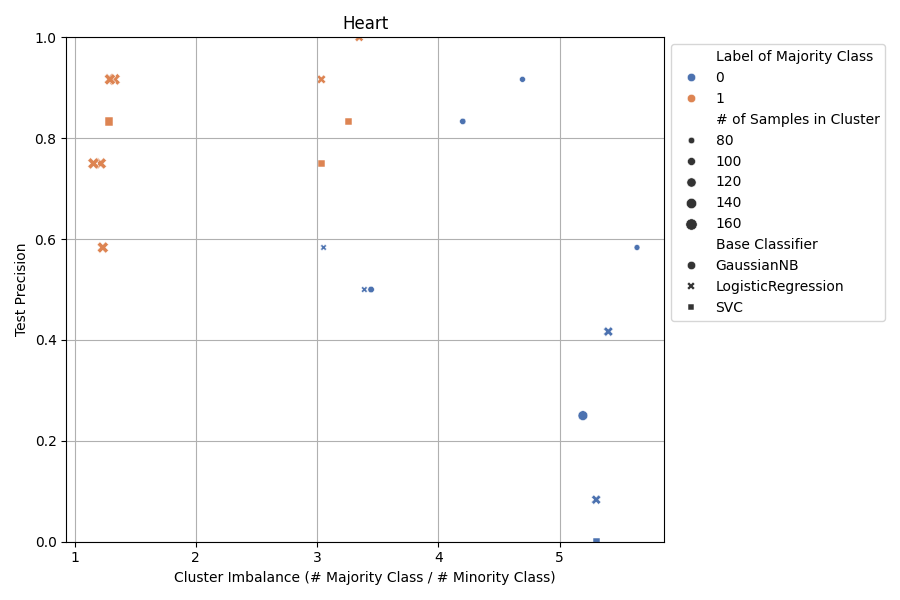 Heart
Test Precision
1.0
0.8
0.6
0.4
0.2
0.0
1 2 3 4 5
Cluster Imbalance (# Majority Class / # Minority Class)
Label of Majority Class
0
1
# of Samples in Cluster
80
100
120
140
160
Base Classifier
GaussianNB
LogisticRegression
SVC